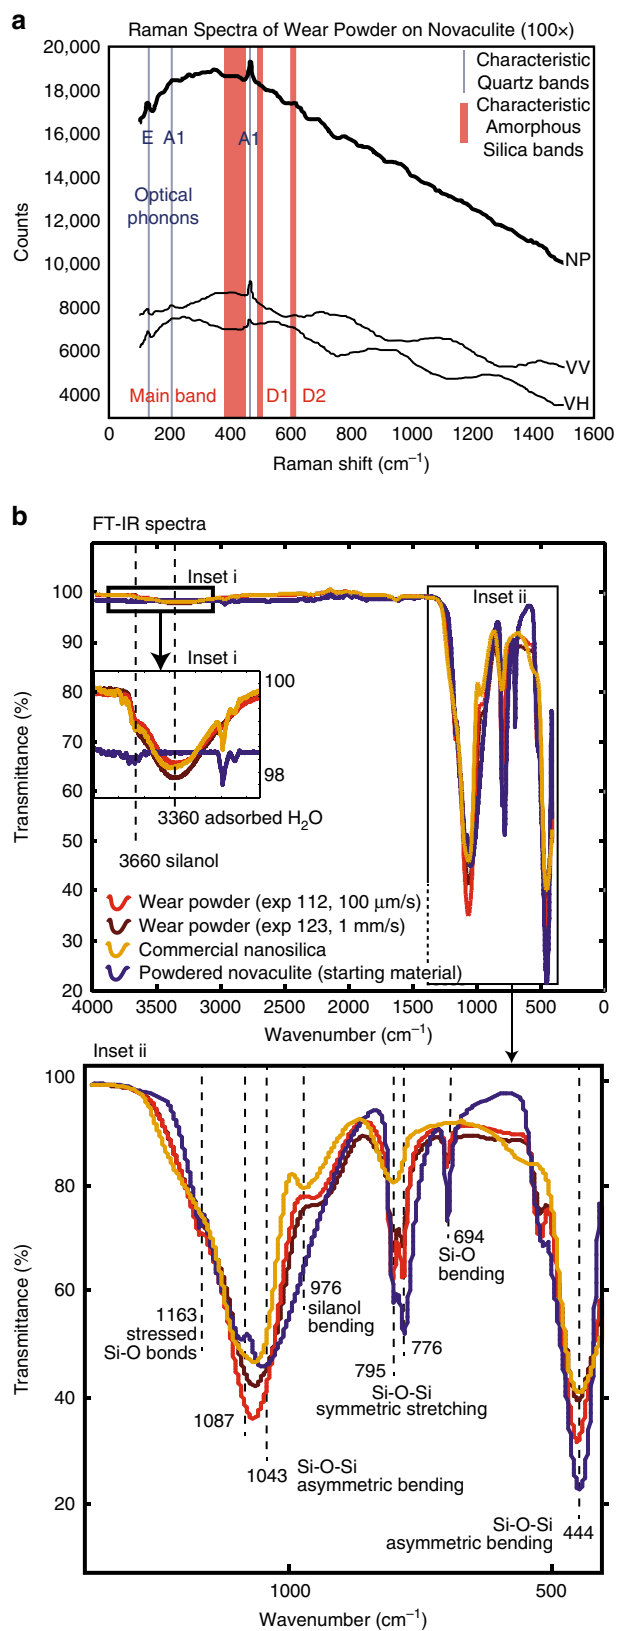 a
Raman Spectra of Wear Powder on Novaculite (100×)
20,000
18,000
16,000
14,000
12,000
10,000
8000
6000
4000
Counts
Characteristic
Quartz bands
Characteristic
Amorphous
Silica bands
E A1 A1
Optical
phonons
NP
VV
VH
Main band D1 D2
0 200 400 600 800 1000 1200 1400 1600
Raman shift (cm⁻¹)
b
FT-IR spectra
Inset i
Inset ii
100
90
80
70
60
50
40
30
20
Transmittance (%)
Inset i
100
98
3360 adsorbed H₂O
3660 silanol
Wear powder (exp 112, 100 μm/s)
Wear powder (exp 123, 1 mm/s)
Commercial nanosilica
Powdered novaculite (starting material)
4000 3500 3000 2500 2000 1500 1000 500 0
Wavenumber (cm⁻¹)
Inset ii
100
80
60
40
20
Transmittance (%)
1163
stressed
Si-O bonds
1087
1043
Si-O-Si
asymmetric bending
976
silanol
bending
795
776
Si-O-Si
symmetric stretching
694
Si-O
bending
Si-O-Si
asymmetric bending
444
1000 500
Wavenumber (cm⁻¹)